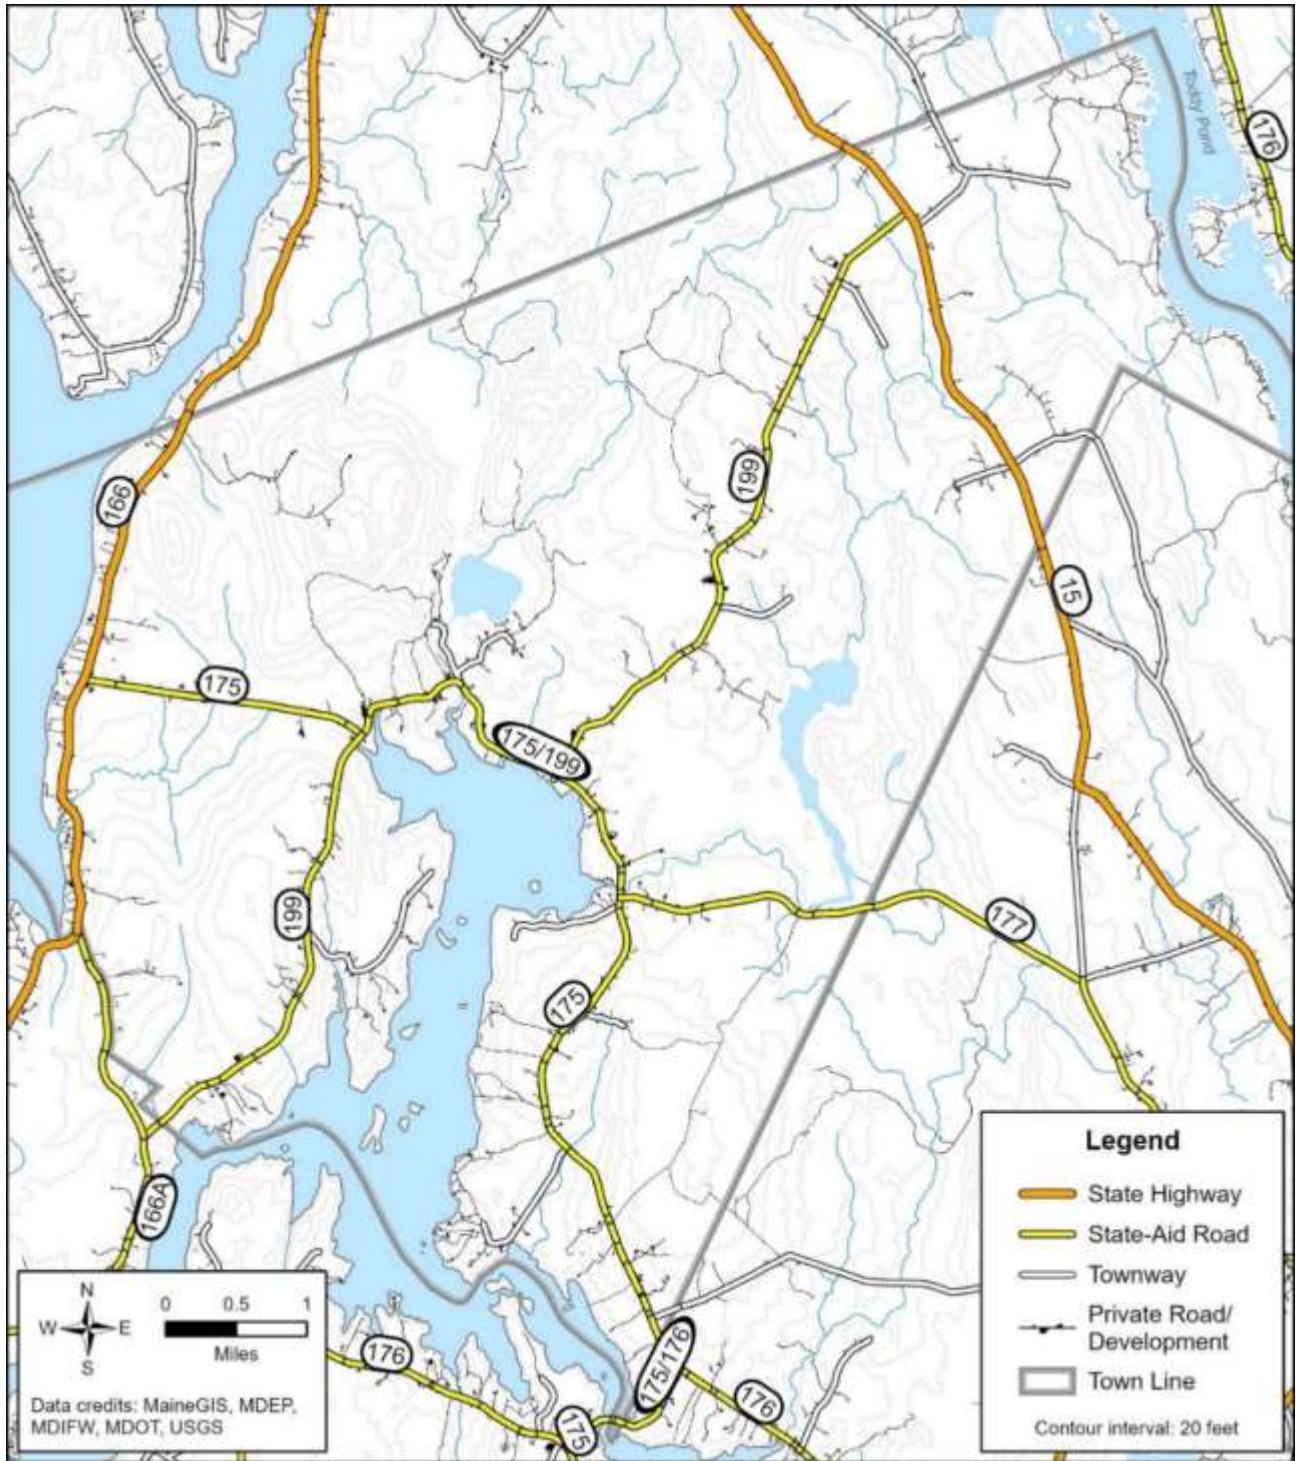 Toddy Pond
176
199
166
15
175
175/199
199
177
175
166A
175/176
176
176
175
Legend
State Highway
State-Aid Road
Townway
Private Road/
Development
Town Line
Contour interval: 20 feet
N
W E
S
0 0.5 1
Miles
Data credits: MaineGIS, MDEP,
MDIFW, MDOT, USGS